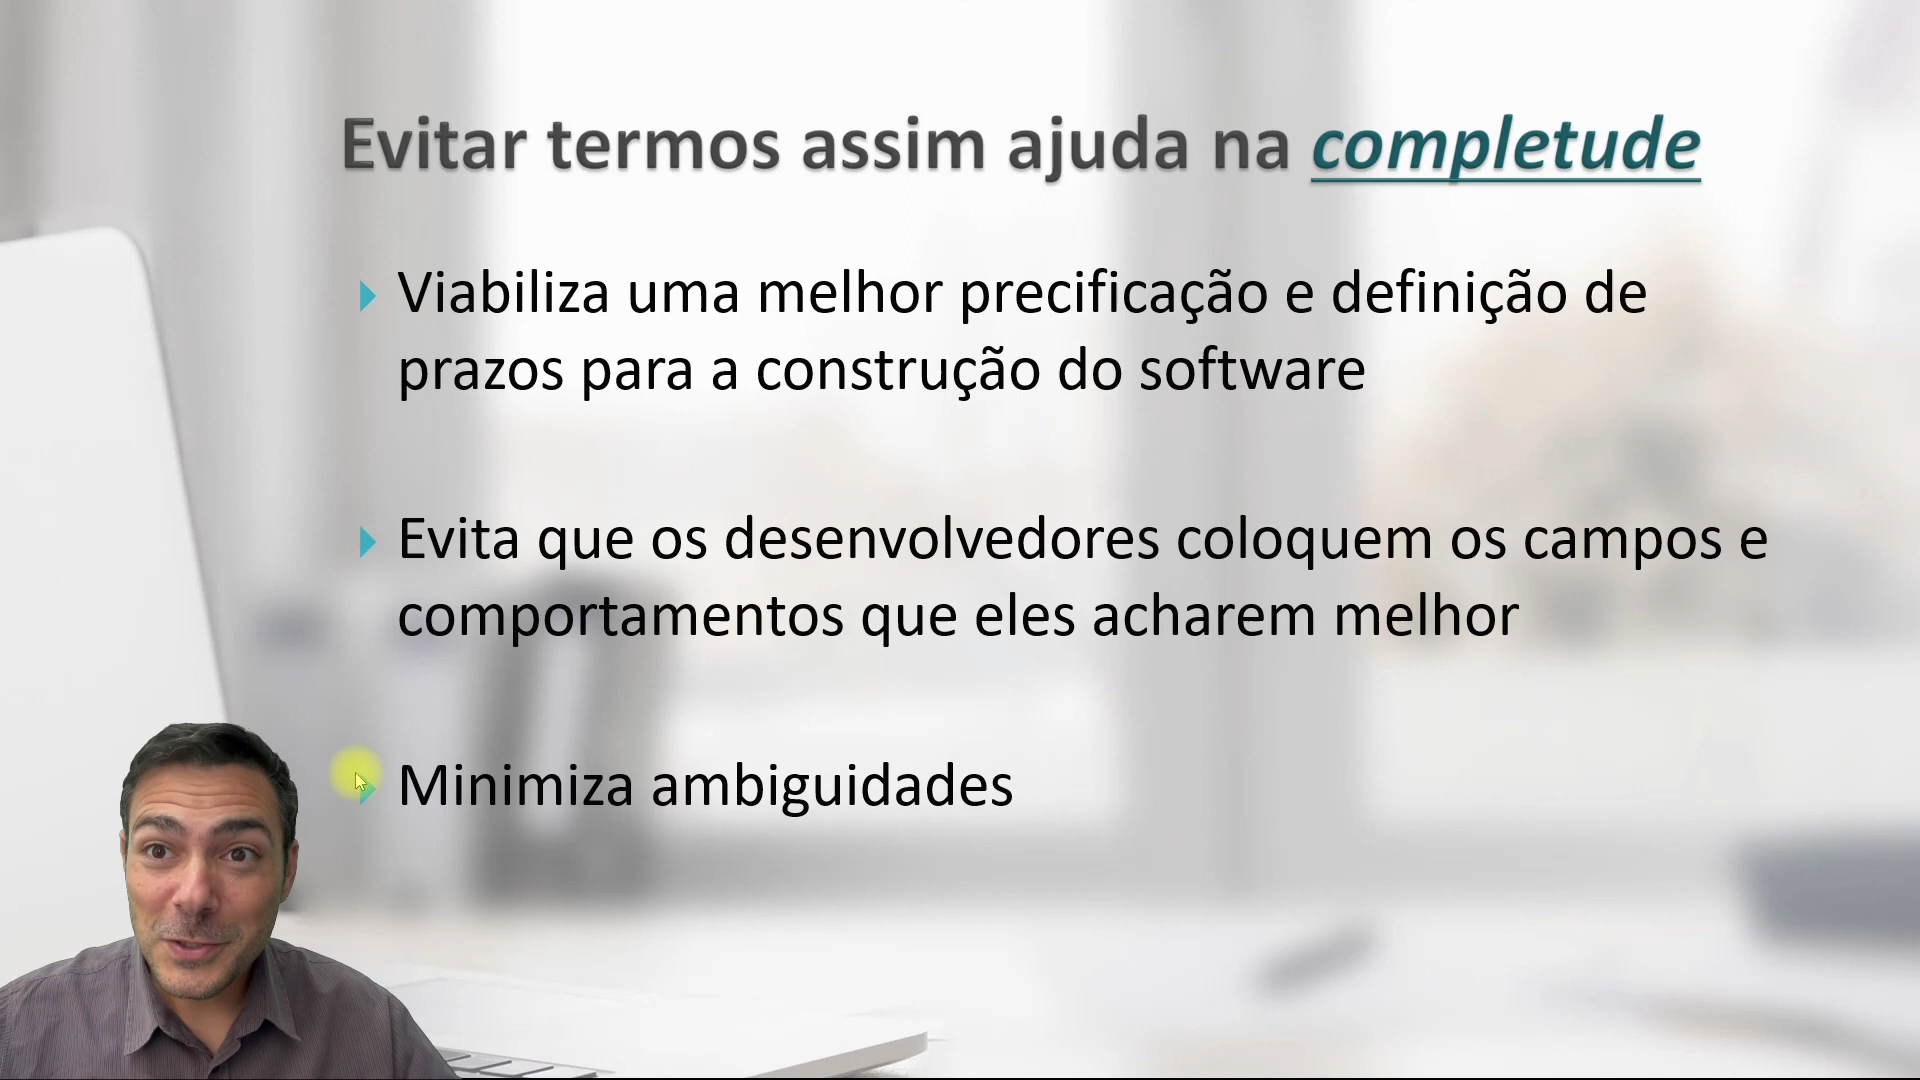 Evitar termos assim ajuda na completude
Viabiliza uma melhor precificação e definição de
prazos para a construção do software
Evita que os desenvolvedores coloquem os campos e
comportamentos que eles acharem melhor
Minimiza ambiguidades